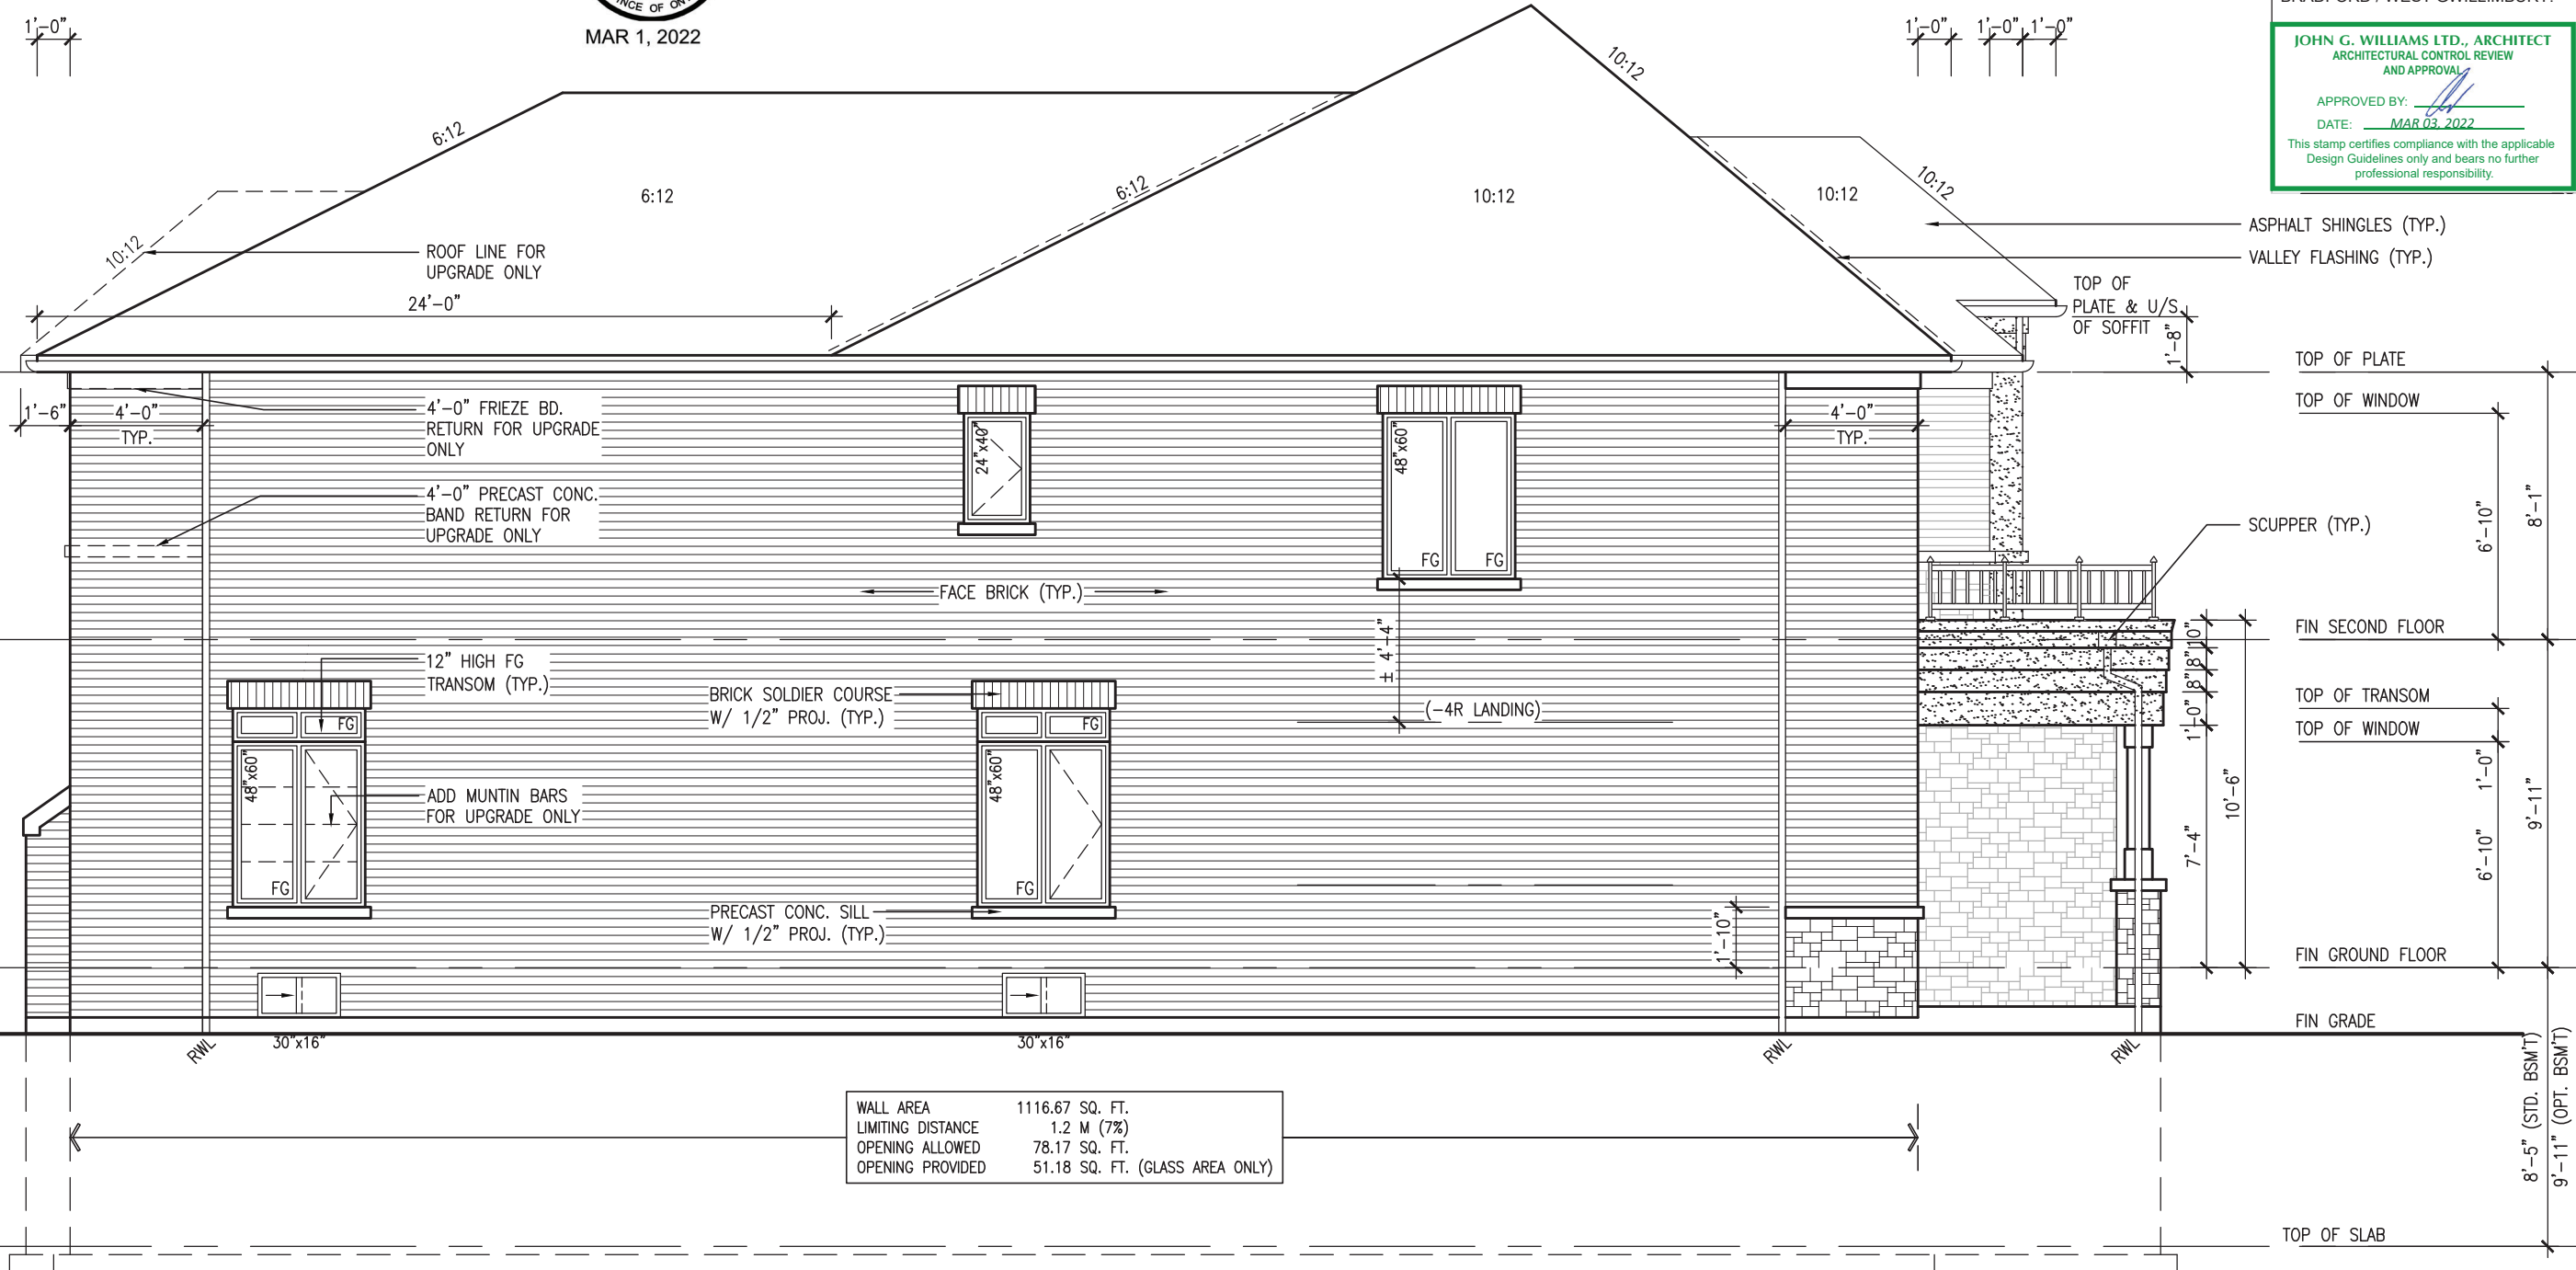 1'-0"
MAR 1, 2022
1'-0"
1'-0"
1'-0"
JOHN G. WILLIAMS LTD., ARCHITECT
ARCHITECTURAL CONTROL REVIEW
AND APPROVAL
APPROVED BY:
DATE: MAR 03, 2022
This stamp certifies compliance with the applicable
Design Guidelines only and bears no further
professional responsibility.
6:12
10:12
6:12
6:12
10:12
10:12
10:12
10:12
ROOF LINE FOR
UPGRADE ONLY
24'-0"
ASPHALT SHINGLES (TYP.)
VALLEY FLASHING (TYP.)
TOP OF
PLATE & U/S
OF SOFFIT
1'-8"
TOP OF PLATE
TOP OF WINDOW
1'-6"
4'-0"
TYP.
4'-0" FRIEZE BD.
RETURN FOR UPGRADE
ONLY
24"x40"
48"x60"
FG
FG
4'-0"
TYP.
4'-0" PRECAST CONC.
BAND RETURN FOR
UPGRADE ONLY
SCUPPER (TYP.)
6'-10"
8'-1"
FACE BRICK (TYP.)
± 4'-4"
FIN SECOND FLOOR
12" HIGH FG
TRANSOM (TYP.)
BRICK SOLDIER COURSE
W/ 1/2" PROJ. (TYP.)
(-4R LANDING)
10"
8"
8"
1'-0"
7'-4"
10'-6"
TOP OF TRANSOM
TOP OF WINDOW
1'-0"
6'-10"
9'-11"
FG
48"x60"
FG
FG
48"x60"
FG
ADD MUNTIN BARS
FOR UPGRADE ONLY
PRECAST CONC. SILL
W/ 1/2" PROJ. (TYP.)
1'-10"
FIN GROUND FLOOR
FIN GRADE
RWL
30"x16"
30"x16"
RWL
RWL
WALL AREA 1116.67 SQ. FT.
LIMITING DISTANCE 1.2 M (7%)
OPENING ALLOWED 78.17 SQ. FT.
OPENING PROVIDED 51.18 SQ. FT. (GLASS AREA ONLY)
8'-5" (STD. BSM'T)
9'-11" (OPT. BSM'T)
TOP OF SLAB